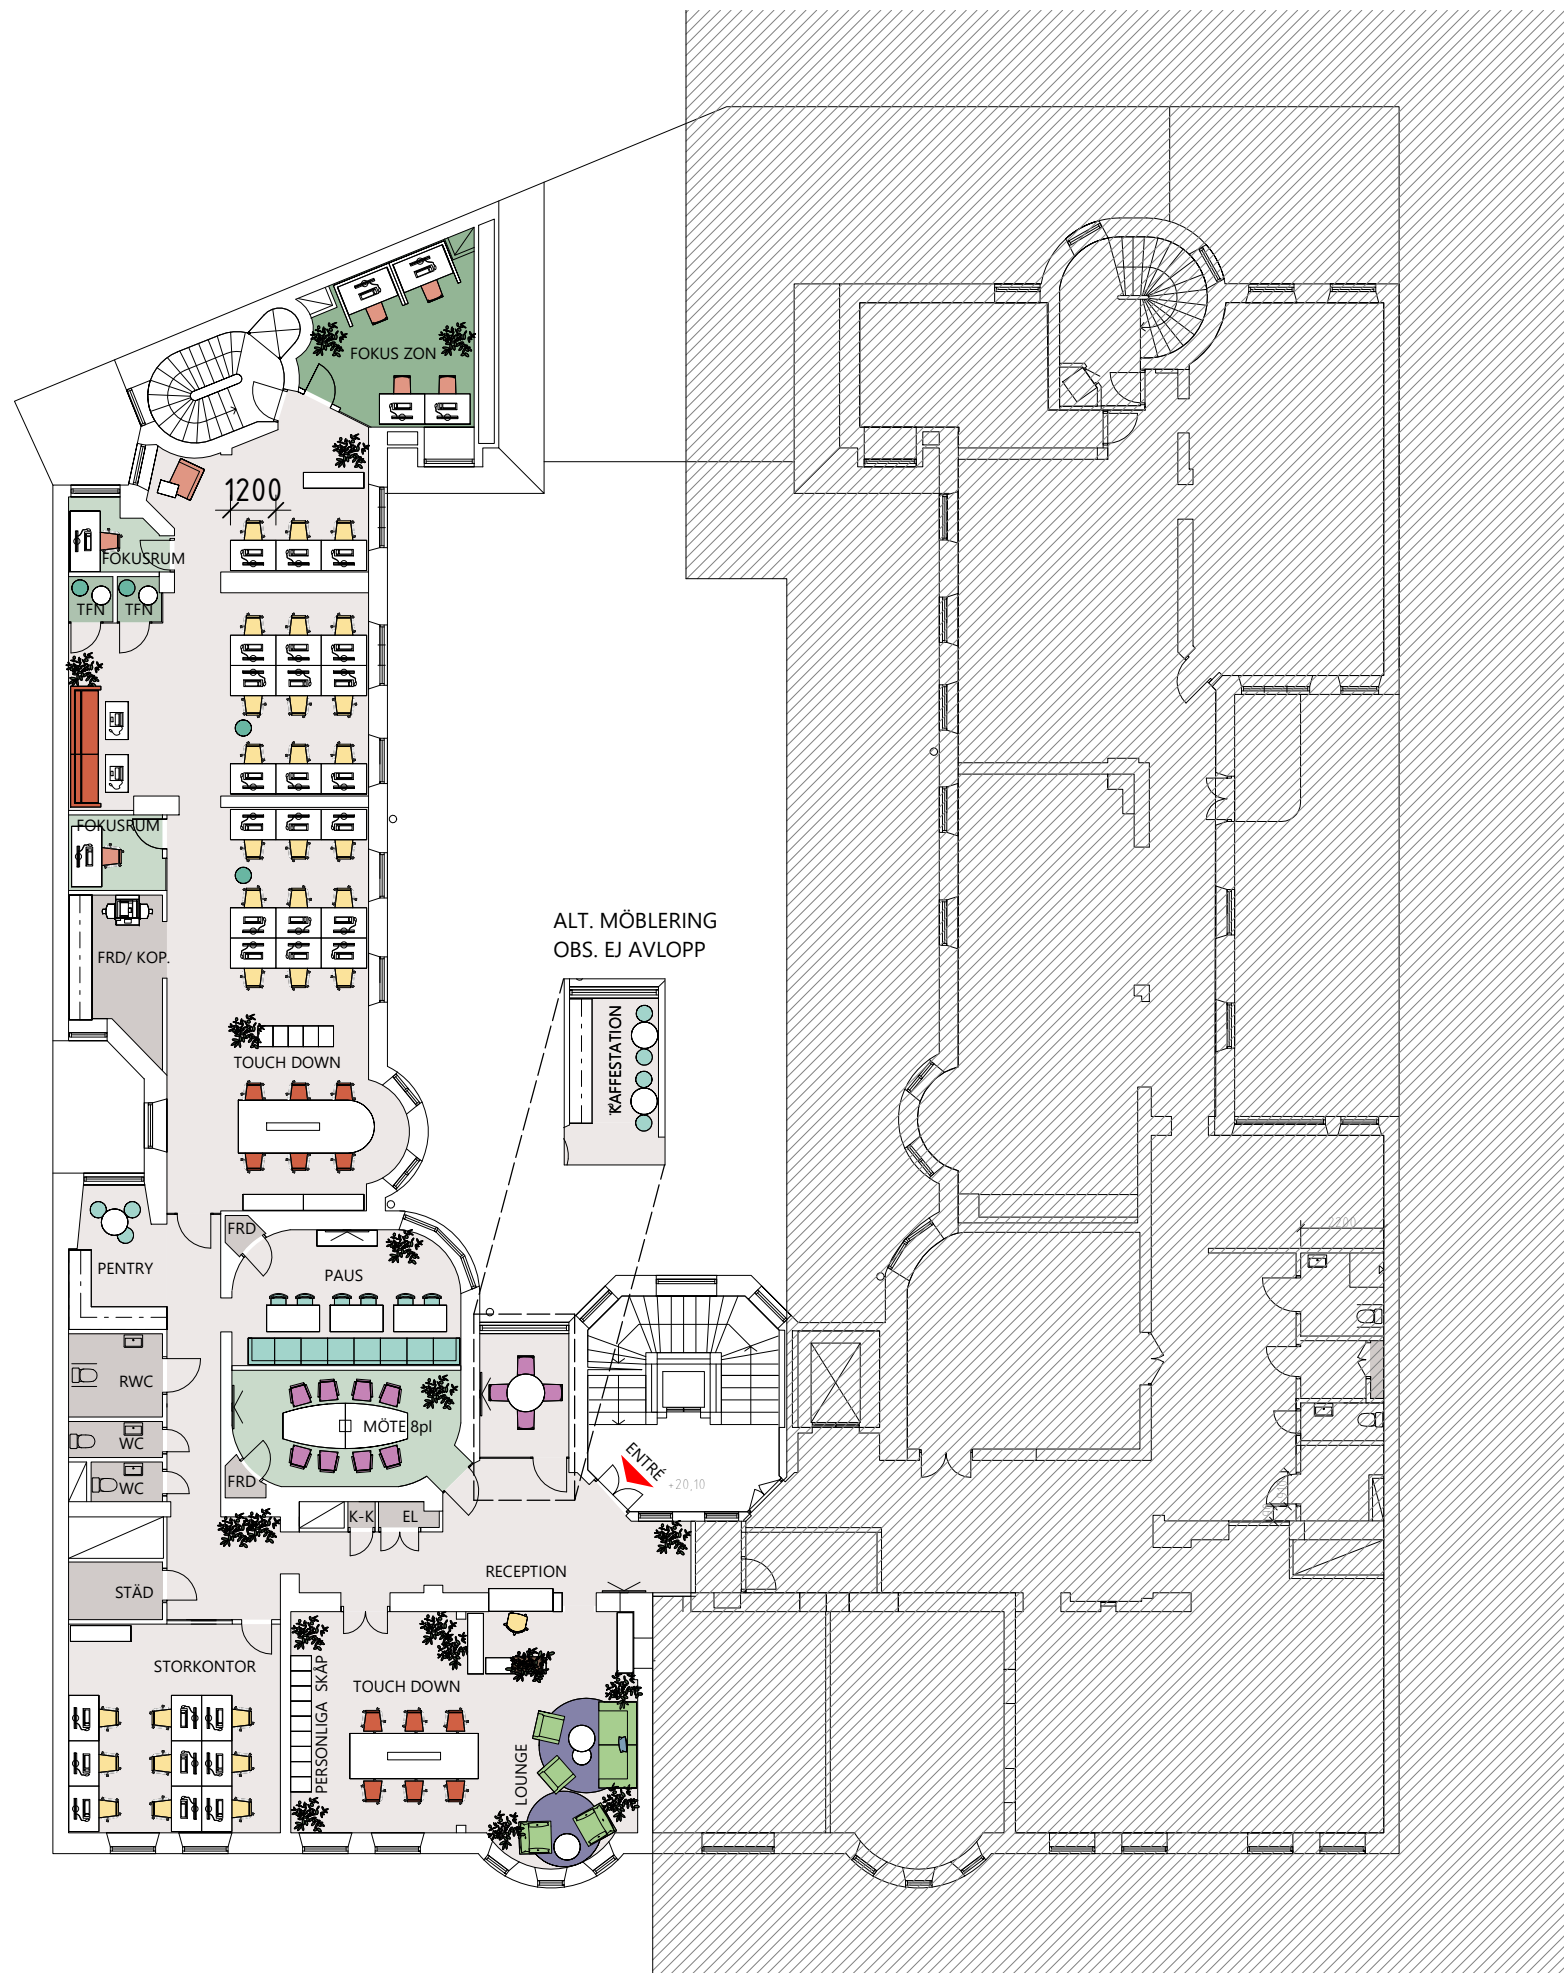 FOKUS ZON
1200
FOKUSRUM
TFN
TFN
FOKUSRUM
ALT. MÖBLERING
OBS. EJ AVLOPP
FRD/ KOP.
KAFFESTATION
TOUCH DOWN
FRD
PENTRY
PAUS
RWC
MÖTE 8pl
WC
ENTRÉ
+20,10
FRD
WC
K-K
EL
RECEPTION
STÄD
STORKONTOR
PERSONLIGA SKÅP
TOUCH DOWN
LOUNGE